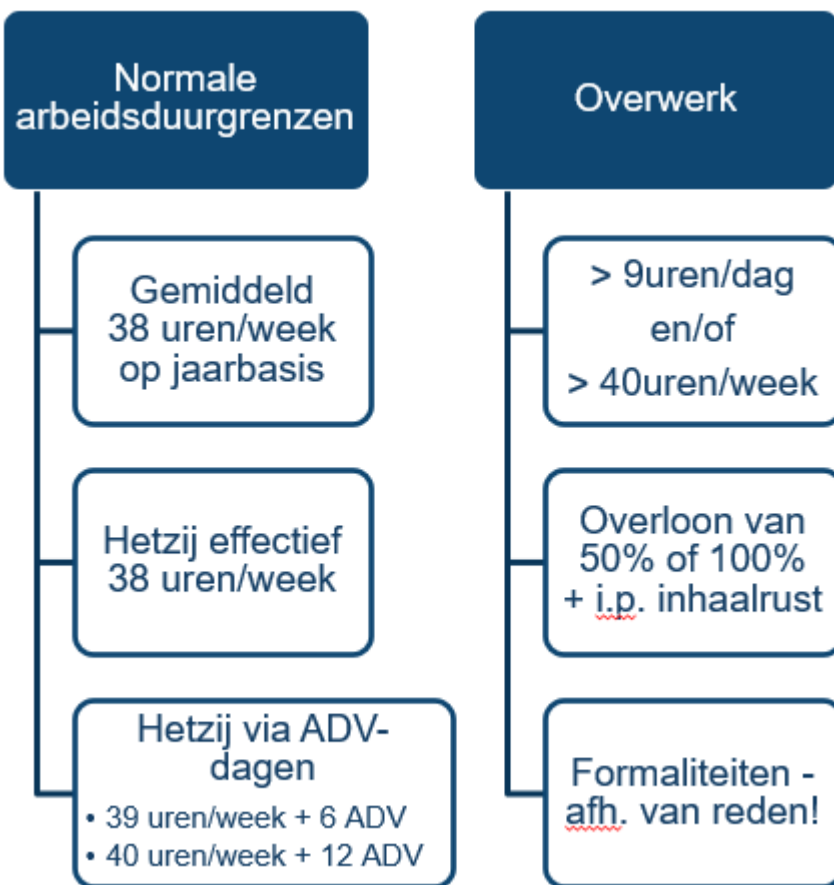 Normale
arbeidsduurgrenzen
Gemiddeld
38 uren/week
op jaarbasis
Hetzij effectief
38 uren/week
Hetzij via ADV-
dagen
• 39 uren/week + 6 ADV
• 40 uren/week + 12 ADV
Overwerk
> 9uren/dag
en/of
> 40uren/week
Overloon van
50% of 100%
+ i.p. inhaalrust
Formaliteiten -
afh. van reden!